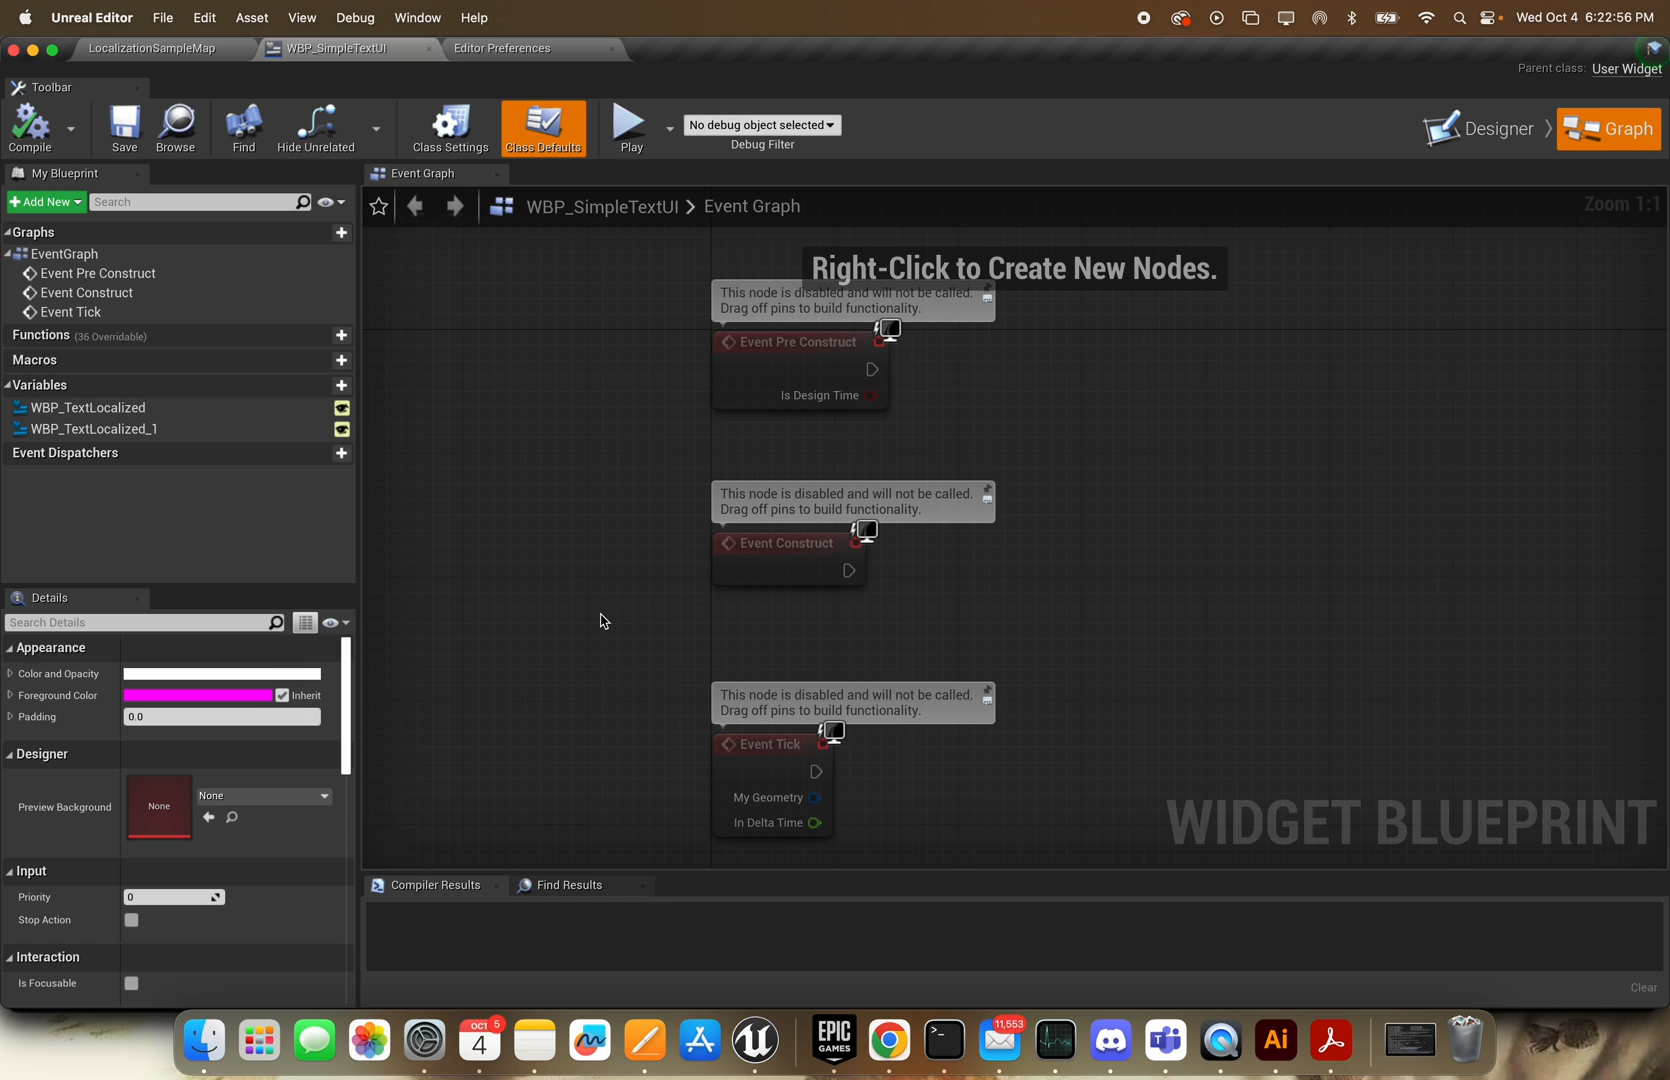 Unreal Editor File Edit Asset View Debug Window Help Wed Oct 4 6:22:56 PM
LocalizationSampleMap WBP_SimpleTextUI Editor Preferences
Parent class: User Widget
Toolbar
Compile Save Browse Find Hide Unrelated Class Settings Class Defaults Play
No debug object selected
Debug Filter
Designer Graph
My Blueprint
Event Graph
Add New Search
WBP_SimpleTextUI Event Graph Zoom 1:1
Graphs
EventGraph
Event Pre Construct
Event Construct
Event Tick
Functions (36 Overridable)
Macros
Variables
WBP_TextLocalized
WBP_TextLocalized_1
Event Dispatchers
Right-Click to Create New Nodes.
This node is disabled and will not be called.
Drag off pins to build functionality.
Event Pre Construct
Is Design Time
This node is disabled and will not be called.
Drag off pins to build functionality.
Event Construct
This node is disabled and will not be called.
Drag off pins to build functionality.
Event Tick
My Geometry
In Delta Time
WIDGET BLUEPRINT
Details
Search Details
Appearance
Color and Opacity
Foreground Color Inherit
Padding 0.0
Designer
Preview Background None None
Input
Priority 0
Stop Action
Interaction
Is Focusable
Compiler Results Find Results
Clear
OCT 5
4
EPIC
GAMES
11,553
Ai